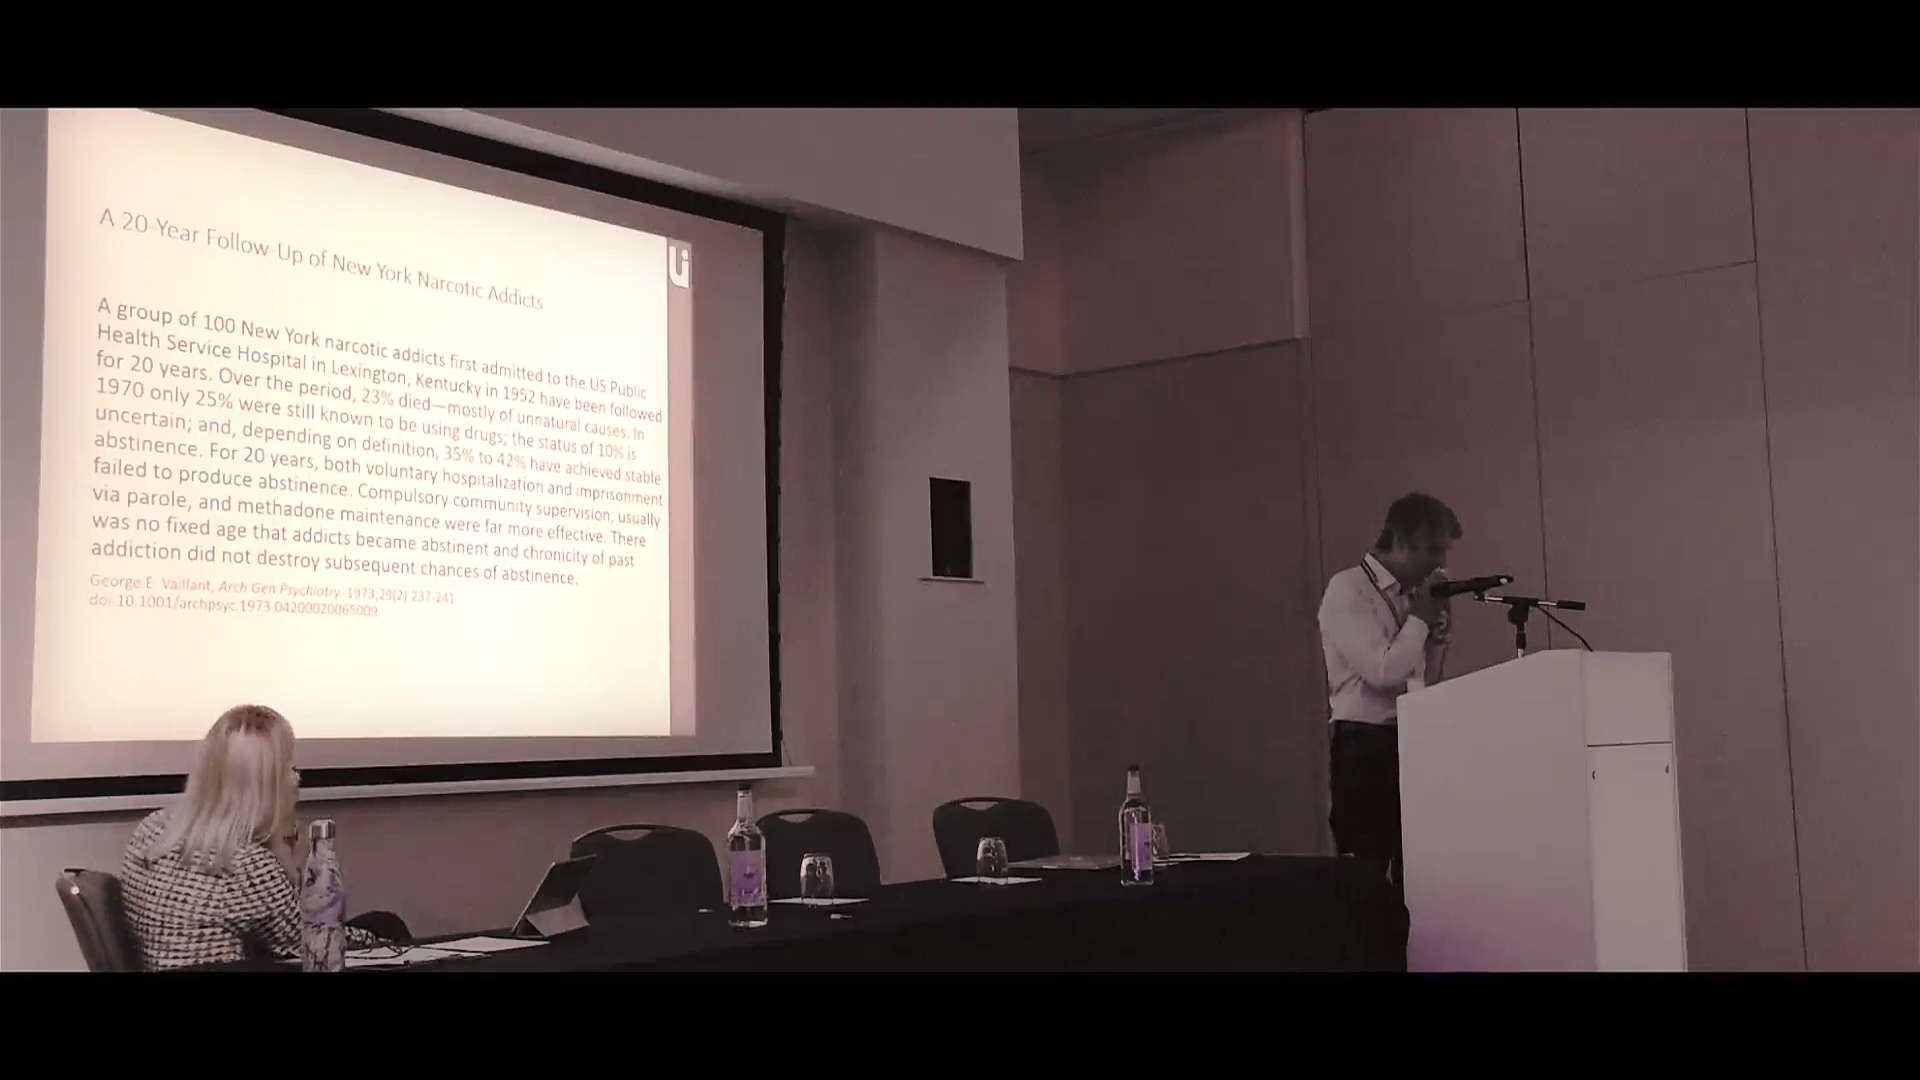 A 20-Year Follow-Up of New York Narcotic Addicts
A group of 100 New York narcotic addicts first admitted to the US Public
Health Service Hospital in Lexington, Kentucky in 1952 have been followed
for 20 years. Over the period, 23% died—mostly of unnatural causes. In
1970 only 25% were still known to be using drugs; the status of 10% is
uncertain; and, depending on definition, 35% to 42% have achieved stable
abstinence. For 20 years, both voluntary hospitalization and imprisonment
failed to produce abstinence. Compulsory community supervision, usually
via parole, and methadone maintenance were far more effective. There
was no fixed age that addicts became abstinent and chronicity of past
addiction did not destroy subsequent chances of abstinence.
George E. Vaillant, Arch Gen Psychiatry. 1973;29(2):237-241
doi:10.1001/archpsyc.1973.04200020065009